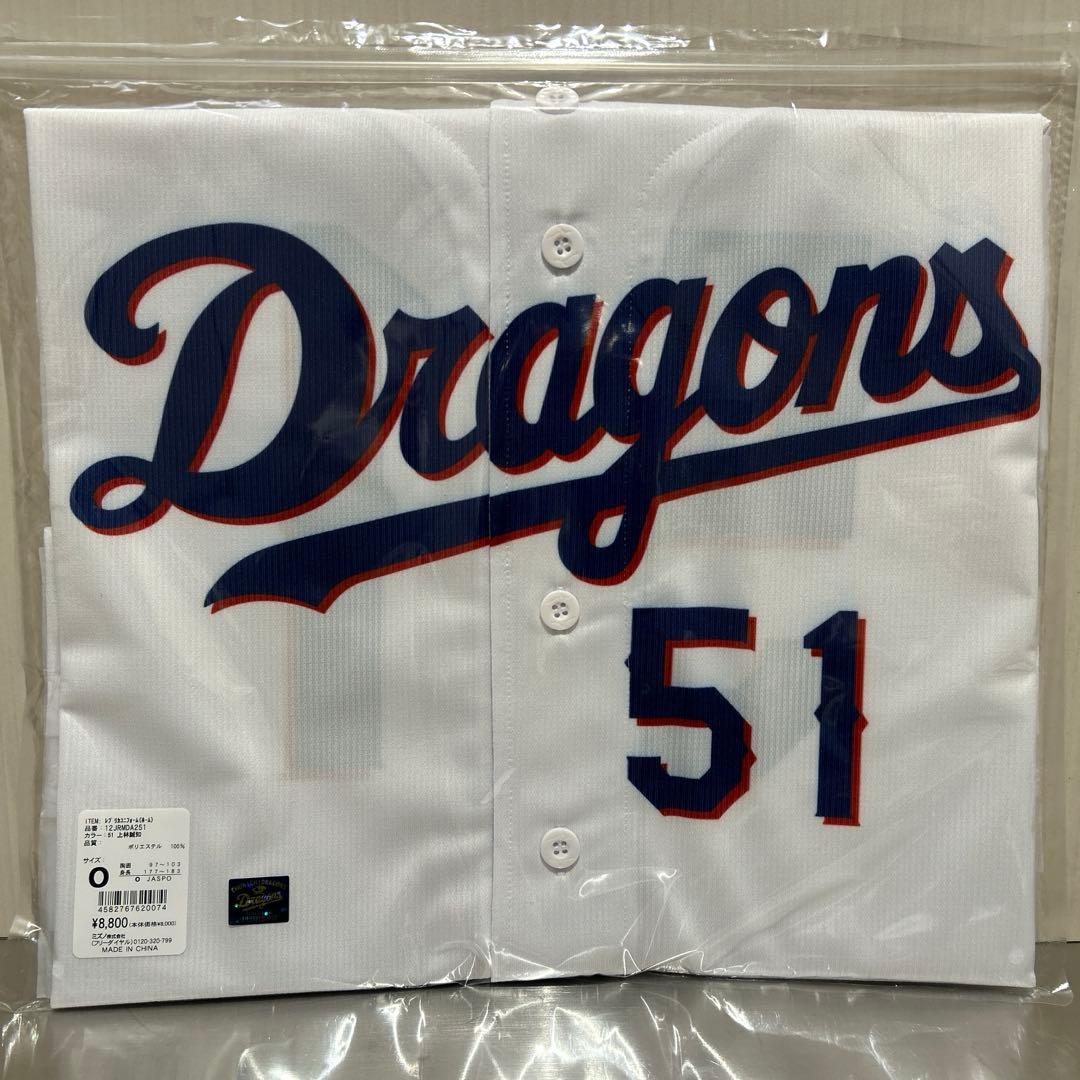 Dragons
51
ITEM: ﾚﾌﾟﾘｶﾕﾆﾌｫｰﾑ(ﾎｰﾑ)
品番：12JRMDA251
カラー：51 上林誠知
品質：
ポリエステル 100%
サイズ：
O
胸囲 97～103
身長 177～183
O JASPO
4582767620074
¥8,800(本体価格¥8,000)
ミズノ株式会社
(フリーダイヤル)0120-320-799
MADE IN CHINA
CHUNICHI DRAGONS
Dragons